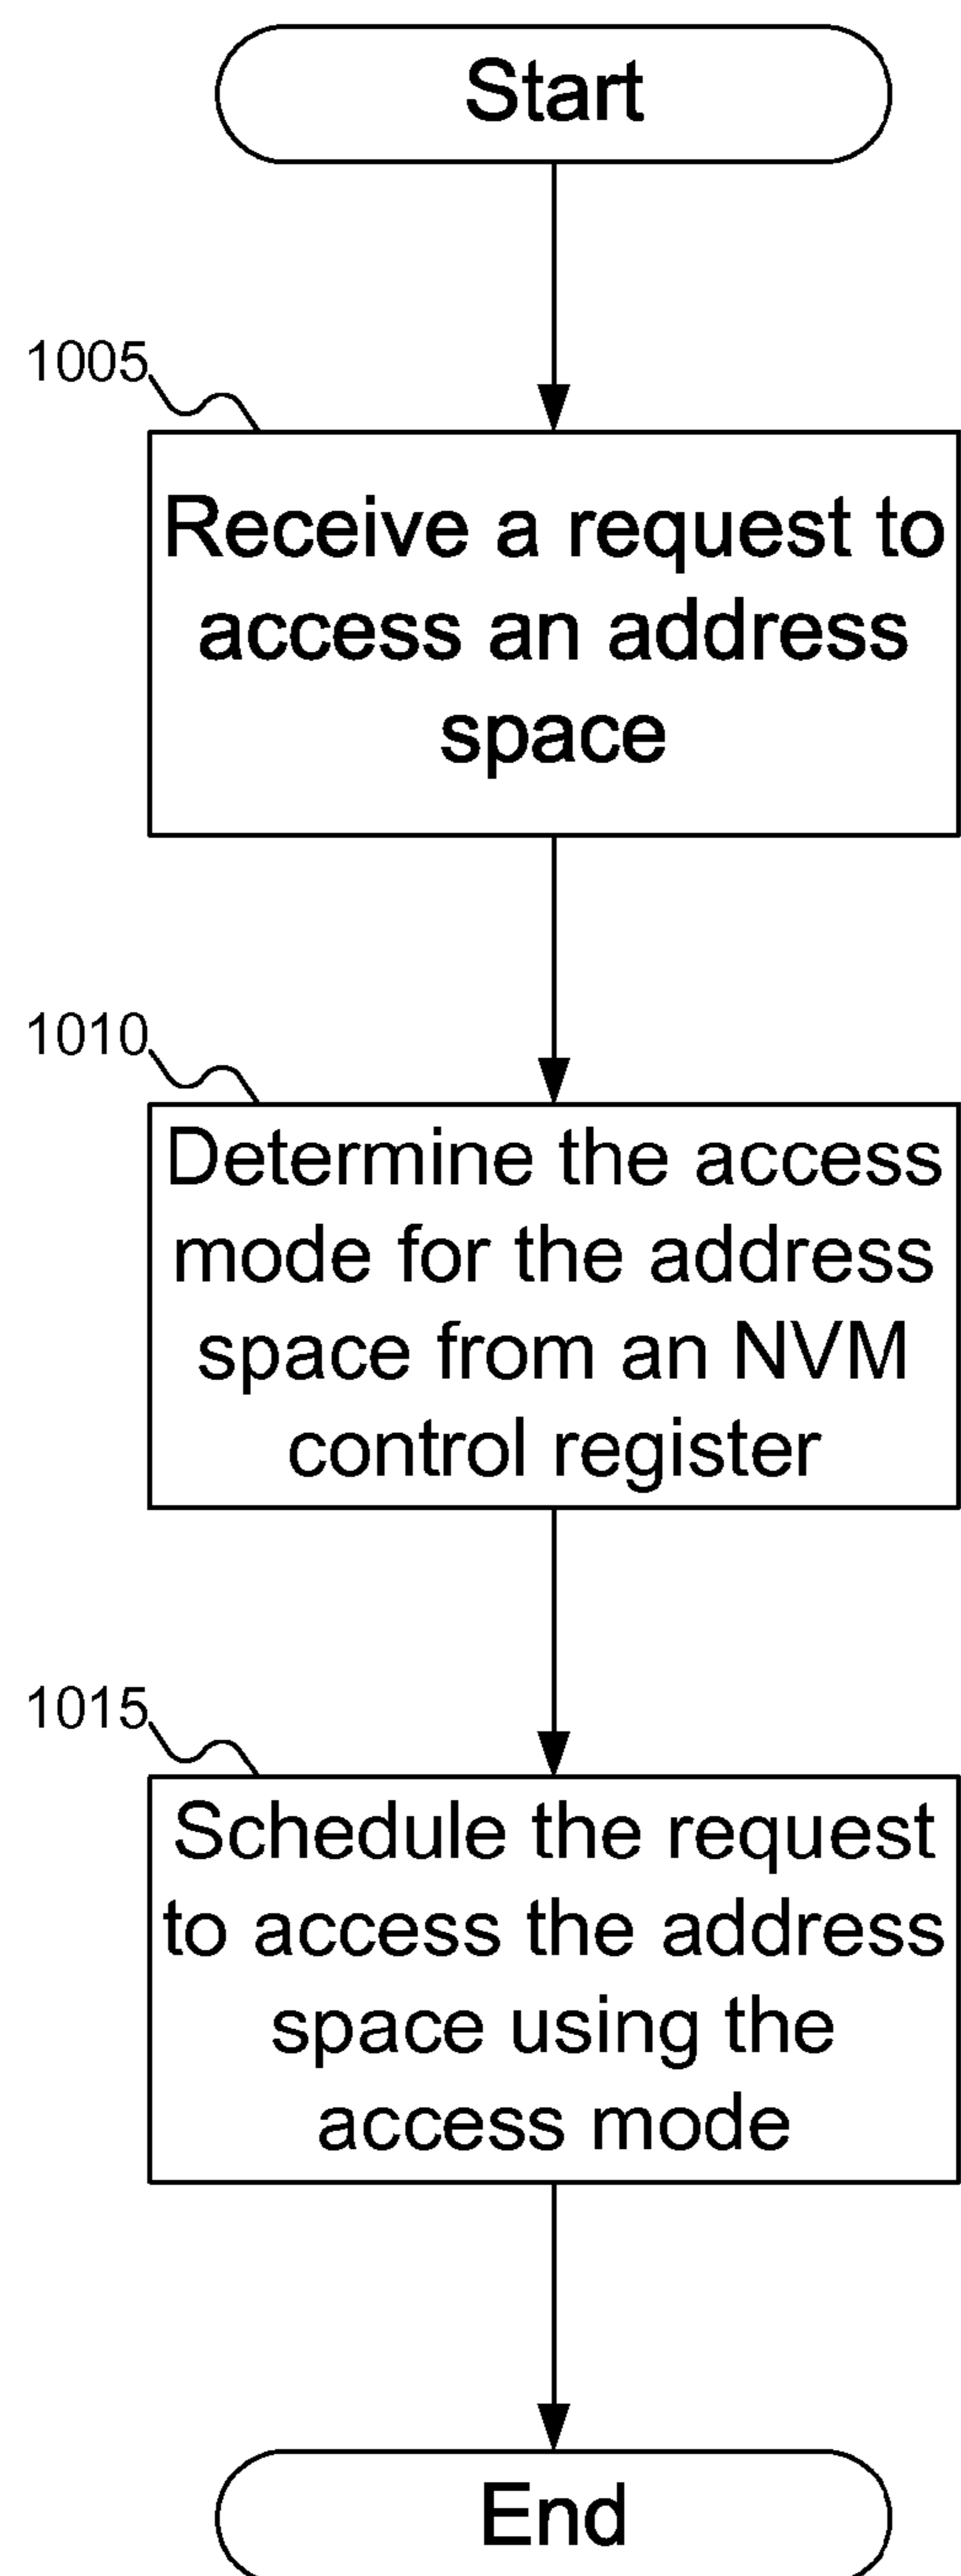 Start
1005
Receive a request to
access an address
space
1010
Determine the access
mode for the address
space from an NVM
control register
1015
Schedule the request
to access the address
space using the
access mode
End